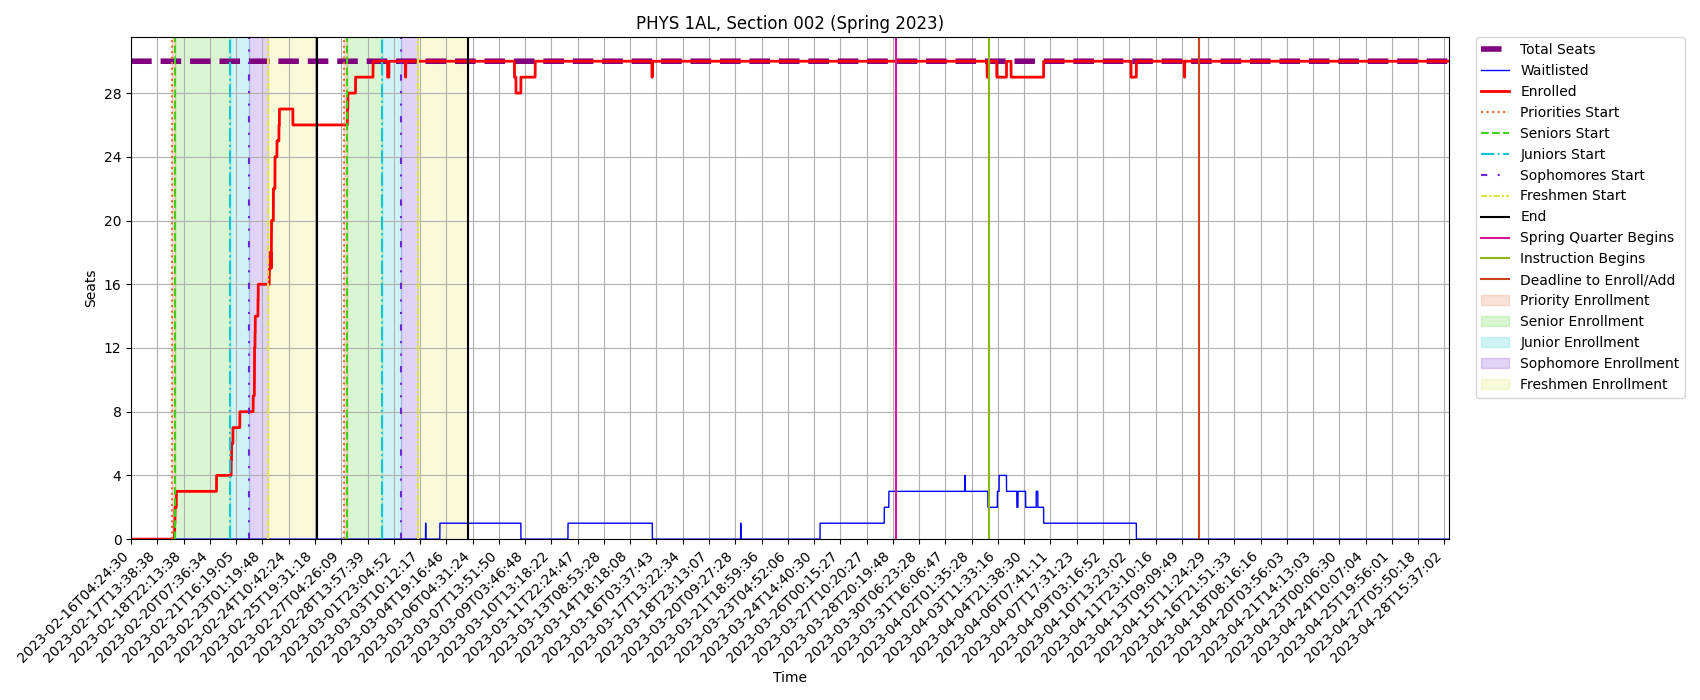 PHYS 1AL, Section 002 (Spring 2023)
Seats
28
24
20
16
12
8
4
0
2023-02-16T04:24:30
2023-02-17T13:38:38
2023-02-18T22:13:38
2023-02-20T07:36:34
2023-02-21T16:19:05
2023-02-23T01:19:48
2023-02-24T10:42:24
2023-02-25T19:31:18
2023-02-27T04:26:09
2023-02-28T13:57:39
2023-03-01T23:04:52
2023-03-03T10:12:17
2023-03-04T19:16:46
2023-03-06T04:31:24
2023-03-07T13:51:50
2023-03-09T03:46:48
2023-03-10T13:18:22
2023-03-11T22:24:47
2023-03-13T08:53:28
2023-03-14T18:18:08
2023-03-16T03:37:43
2023-03-17T13:22:34
2023-03-18T23:13:07
2023-03-20T09:27:28
2023-03-21T18:59:36
2023-03-23T04:52:06
2023-03-24T14:40:30
2023-03-26T00:15:27
2023-03-27T10:20:27
2023-03-28T20:19:48
2023-03-30T06:23:28
2023-03-31T16:06:47
2023-04-02T01:35:28
2023-04-03T11:33:16
2023-04-04T21:38:30
2023-04-06T07:41:11
2023-04-07T17:31:23
2023-04-09T03:16:52
2023-04-10T13:23:02
2023-04-11T23:10:16
2023-04-13T09:09:49
2023-04-15T11:24:29
2023-04-16T21:51:33
2023-04-18T08:16:16
2023-04-20T03:56:03
2023-04-21T14:13:03
2023-04-23T00:06:30
2023-04-24T10:07:04
2023-04-25T19:56:01
2023-04-27T05:50:18
2023-04-28T15:37:02
Time
Total Seats
Waitlisted
Enrolled
Priorities Start
Seniors Start
Juniors Start
Sophomores Start
Freshmen Start
End
Spring Quarter Begins
Instruction Begins
Deadline to Enroll/Add
Priority Enrollment
Senior Enrollment
Junior Enrollment
Sophomore Enrollment
Freshmen Enrollment